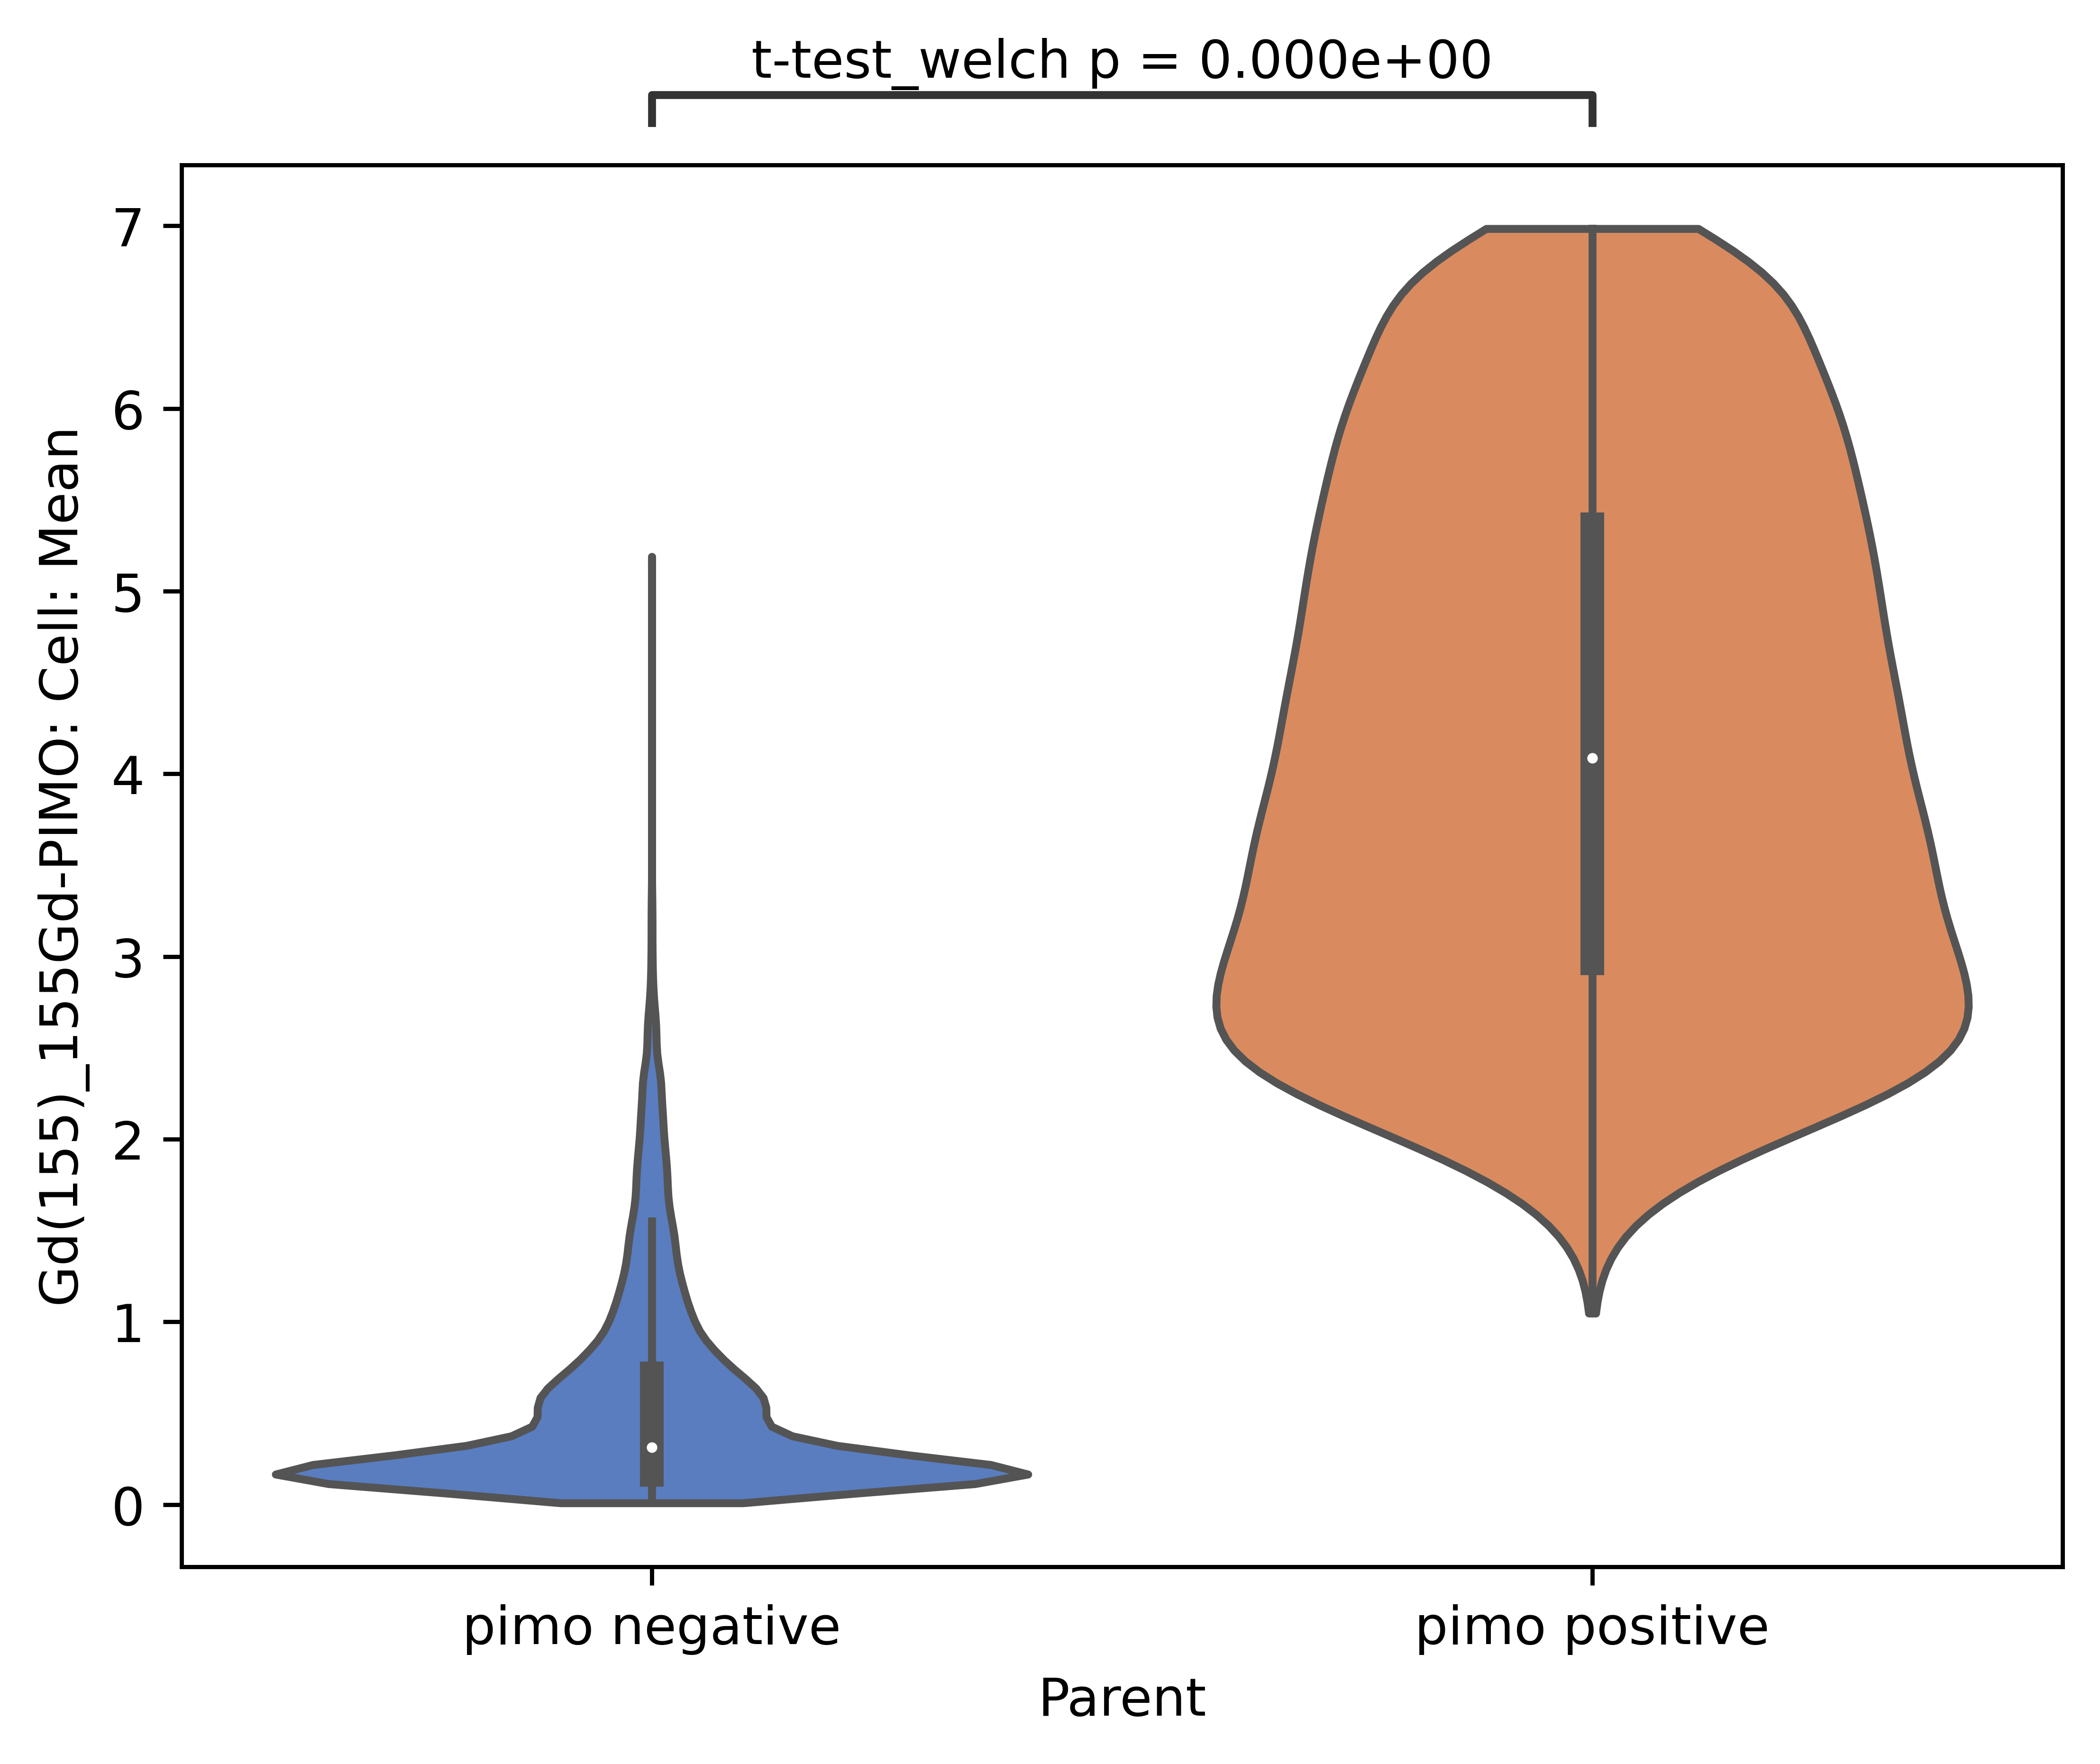 t-test_welch p = 0.000e+00
Gd(155)_155Gd-PIMO: Cell: Mean
7
6
5
4
3
2
1
0
pimo negative
pimo positive
Parent